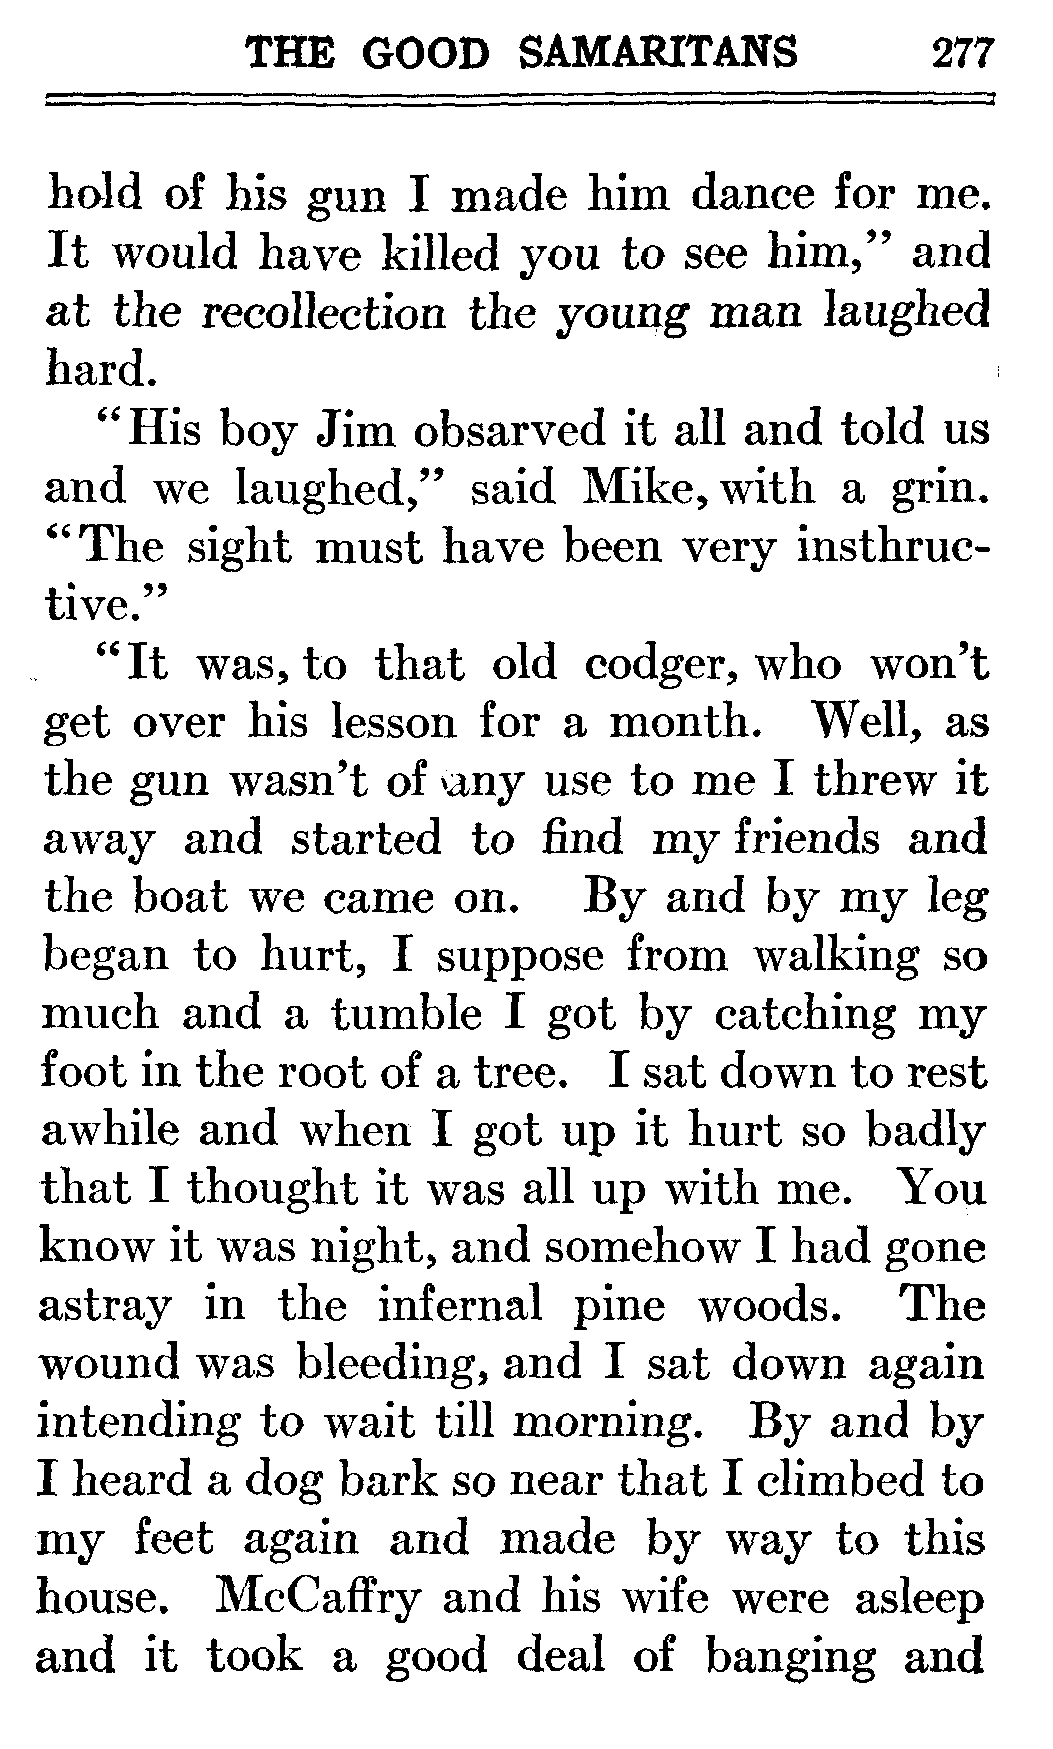 THE GOOD SAMARITANS 277
hold of his gun I made him dance for me.
It would have killed you to see him,” and
at the recollection the young man laughed
hard.
“His boy Jim obsarved it all and told us
and we laughed,” said Mike, with a grin.
“The sight must have been very insthruc-
tive.”
“It was, to that old codger, who won’t
get over his lesson for a month. Well, as
the gun wasn’t of any use to me I threw it
away and started to find my friends and
the boat we came on. By and by my leg
began to hurt, I suppose from walking so
much and a tumble I got by catching my
foot in the root of a tree. I sat down to rest
awhile and when I got up it hurt so badly
that I thought it was all up with me. You
know it was night, and somehow I had gone
astray in the infernal pine woods. The
wound was bleeding, and I sat down again
intending to wait till morning. By and by
I heard a dog bark so near that I climbed to
my feet again and made by way to this
house. McCaffry and his wife were asleep
and it took a good deal of banging and